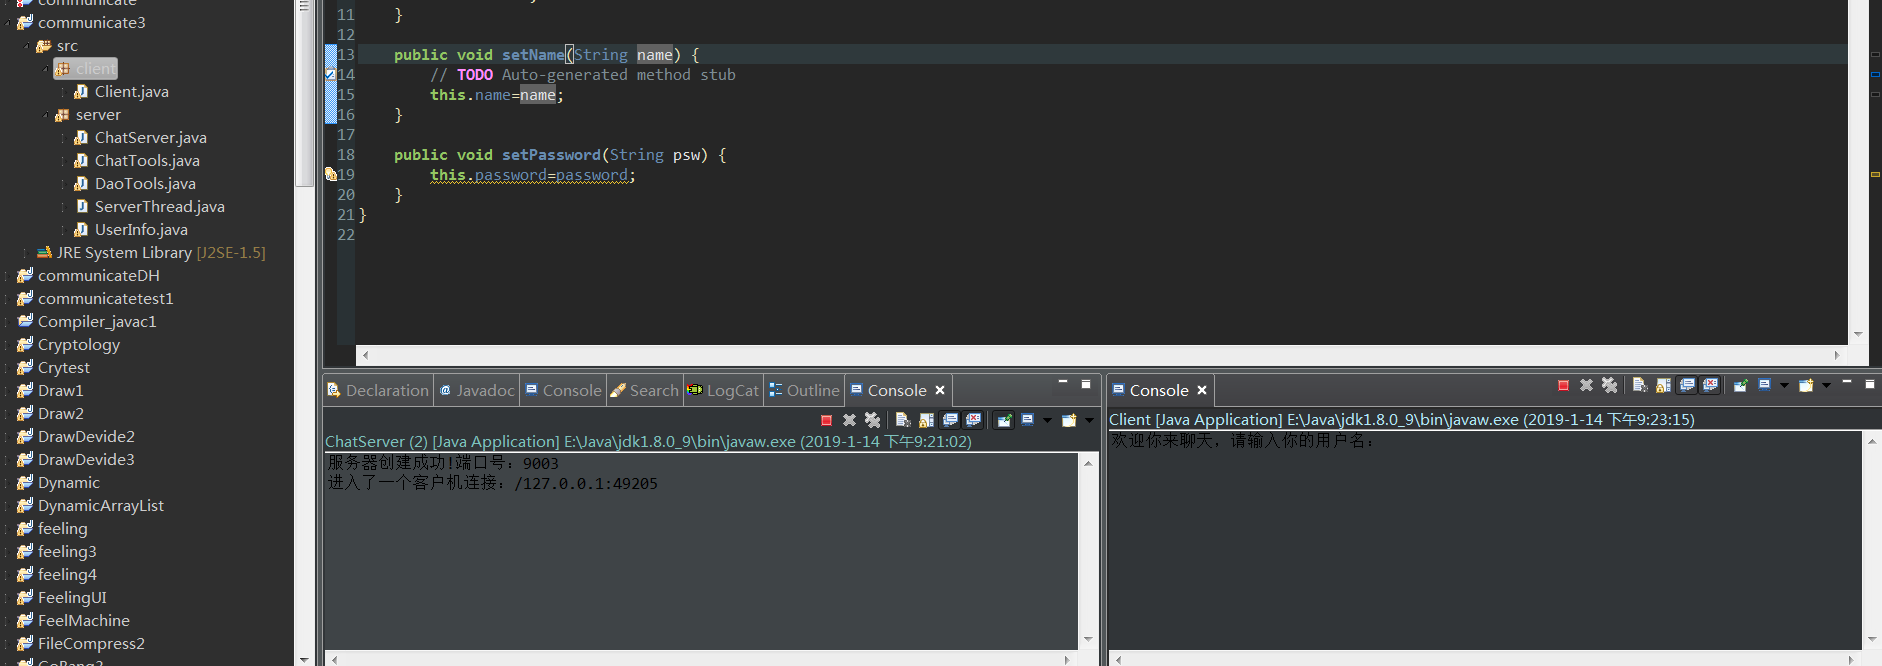 communicate
communicate3
src
client
Client.java
server
ChatServer.java
ChatTools.java
DaoTools.java
ServerThread.java
UserInfo.java
JRE System Library [J2SE-1.5]
communicateDH
communicatetest1
Compiler_javac1
Cryptology
Crytest
Draw1
Draw2
DrawDevide2
DrawDevide3
Dynamic
DynamicArrayList
feeling
feeling3
feeling4
FeelingUI
FeelMachine
FileCompress2
GoBang2
11 }
12
13 public void setName(String name) {
14 // TODO Auto-generated method stub
15 this.name=name;
16 }
17
18 public void setPassword(String psw) {
19 this.password=password;
20 }
21 }
22
Declaration Javadoc Console Search LogCat Outline Console
ChatServer (2) [Java Application] E:\Java\jdk1.8.0_9\bin\javaw.exe (2019-1-14 下午9:21:02)
服务器创建成功!端口号：9003
进入了一个客户机连接：/127.0.0.1:49205
Console
Client [Java Application] E:\Java\jdk1.8.0_9\bin\javaw.exe (2019-1-14 下午9:23:15)
欢迎你来聊天，请输入你的用户名：